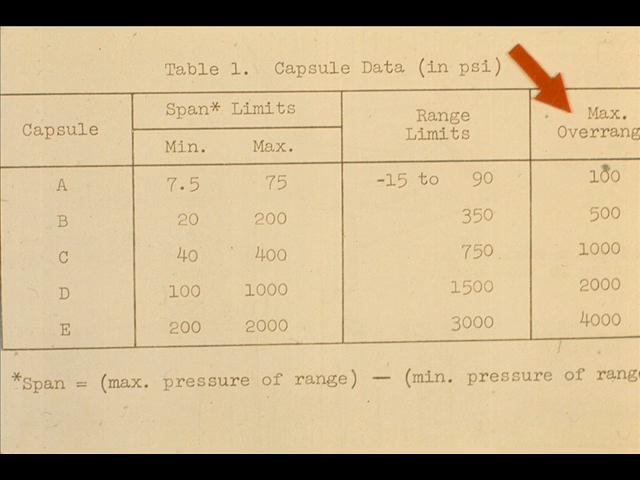 Table 1. Capsule Data (in psi)
Capsule Span* Limits Range Limits Max. Overrang
Min. Max.
A 7.5 75 -15 to 90 100
B 20 200 350 500
C 40 400 750 1000
D 100 1000 1500 2000
E 200 2000 3000 4000
*Span = (max. pressure of range) — (min. pressure of rang